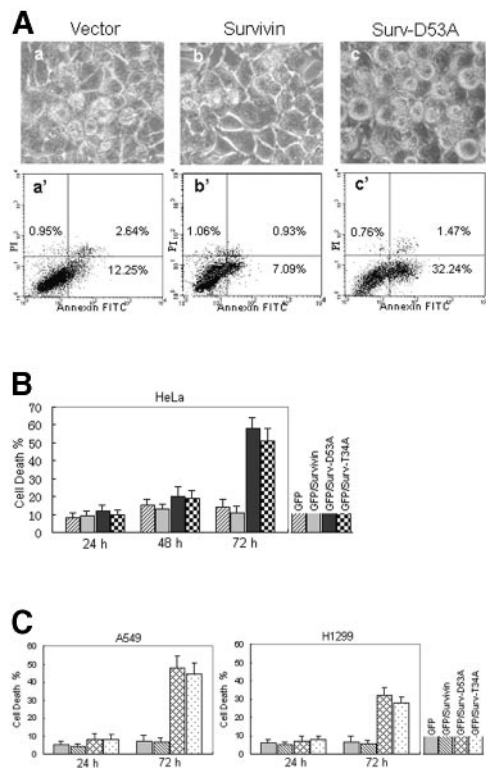 A
Vector
Survivin
Surv-D53A
a
b
c
a'
b'
c'
0.95%
2.64%
12.25%
1.06%
0.93%
7.09%
0.76%
1.47%
32.24%
PI
PI
PI
Annexin FITC
Annexin FITC
Annexin FITC
B
HeLa
Cell Death %
70
60
50
40
30
20
10
0
24 h
48 h
72 h
GFP
GFP/Survivin
GFP/Surv-D53A
GFP/Surv-T34A
C
A549
Cell Death %
60
50
40
30
20
10
0
24 h
72 h
H1299
Cell Death %
60
50
40
30
20
10
0
24 h
72 h
GFP
GFP/Survivin
GFP/Surv-D53A
GFP/Surv-T34A